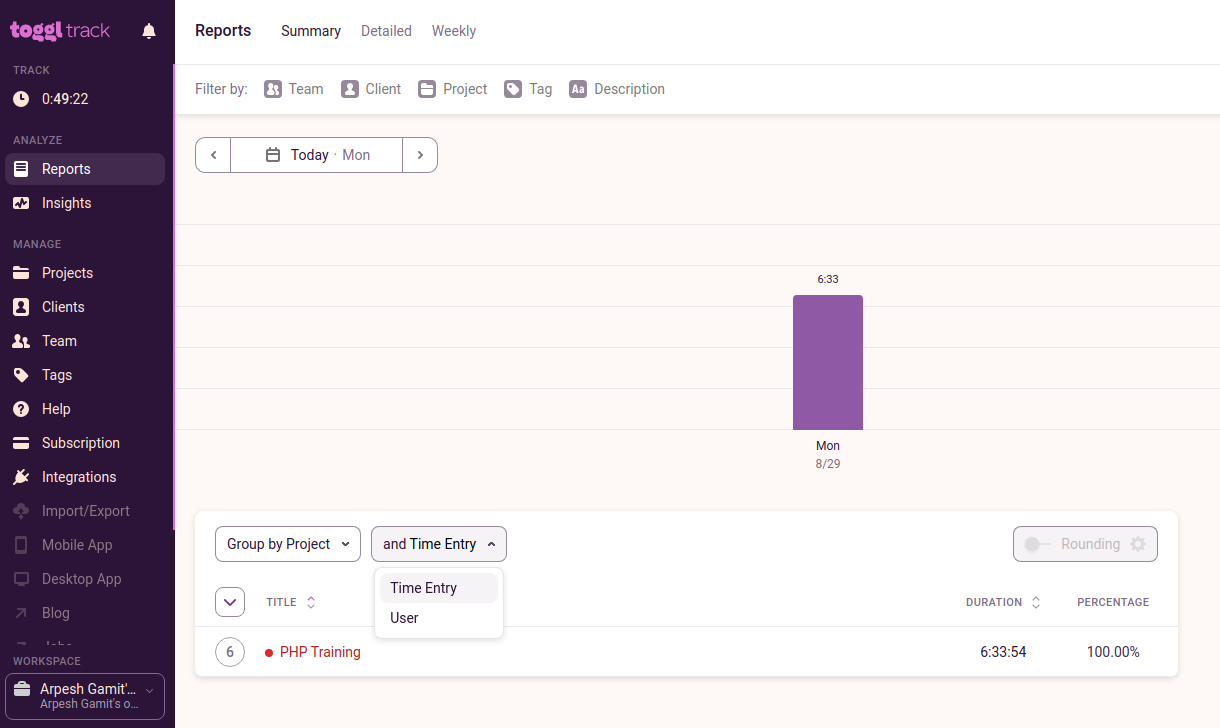 toggl track
TRACK
0:49:22
ANALYZE
Reports
Insights
MANAGE
Projects
Clients
Team
Tags
Help
Subscription
Integrations
Import/Export
Mobile App
Desktop App
Blog
WORKSPACE
Arpesh Gamit'...
Arpesh Gamit's o...
Reports Summary Detailed Weekly
Filter by: Team Client Project Tag Aa Description
Today · Mon
6:33
Mon
8/29
Group by Project and Time Entry Rounding
Time Entry
User
TITLE DURATION PERCENTAGE
6 PHP Training 6:33:54 100.00%